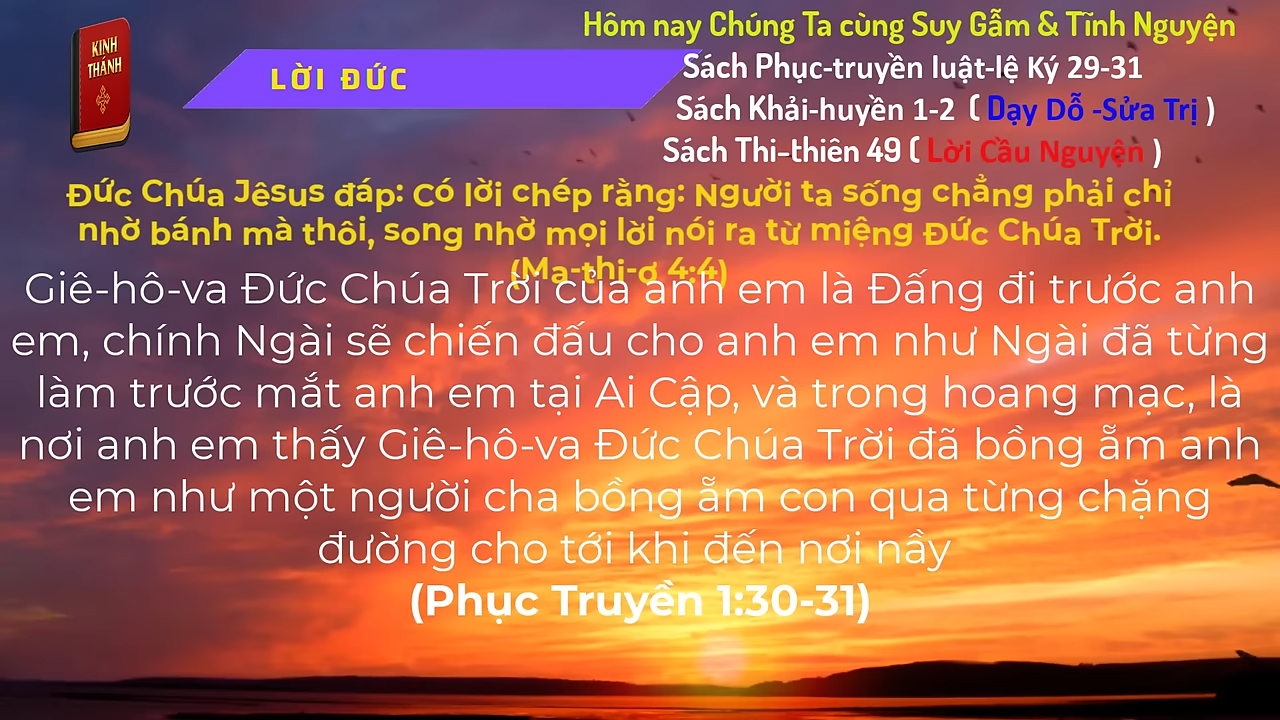 KINH
THÁNH
LỜI ĐỨC
Hôm nay Chúng Ta cùng Suy Gẫm & Tĩnh Nguyện
Sách Phục-truyền luật-lệ Ký 29-31
Sách Khải-huyền 1-2 ( Dạy Dỗ -Sửa Trị )
Sách Thi-thiên 49 ( Lời Cầu Nguyện )
Đức Chúa Jêsus đáp: Có lời chép rằng: Người ta sống chẳng phải chỉ
nhờ bánh mà thôi, song nhờ mọi lời nói ra từ miệng Đức Chúa Trời.
(Ma-thi-ơ 4:4)
Giê-hô-va Đức Chúa Trời của anh em là Đấng đi trước anh
em, chính Ngài sẽ chiến đấu cho anh em như Ngài đã từng
làm trước mắt anh em tại Ai Cập, và trong hoang mạc, là
nơi anh em thấy Giê-hô-va Đức Chúa Trời đã bồng ẵm anh
em như một người cha bồng ẵm con qua từng chặng
đường cho tới khi đến nơi nầy
(Phục Truyền 1:30-31)